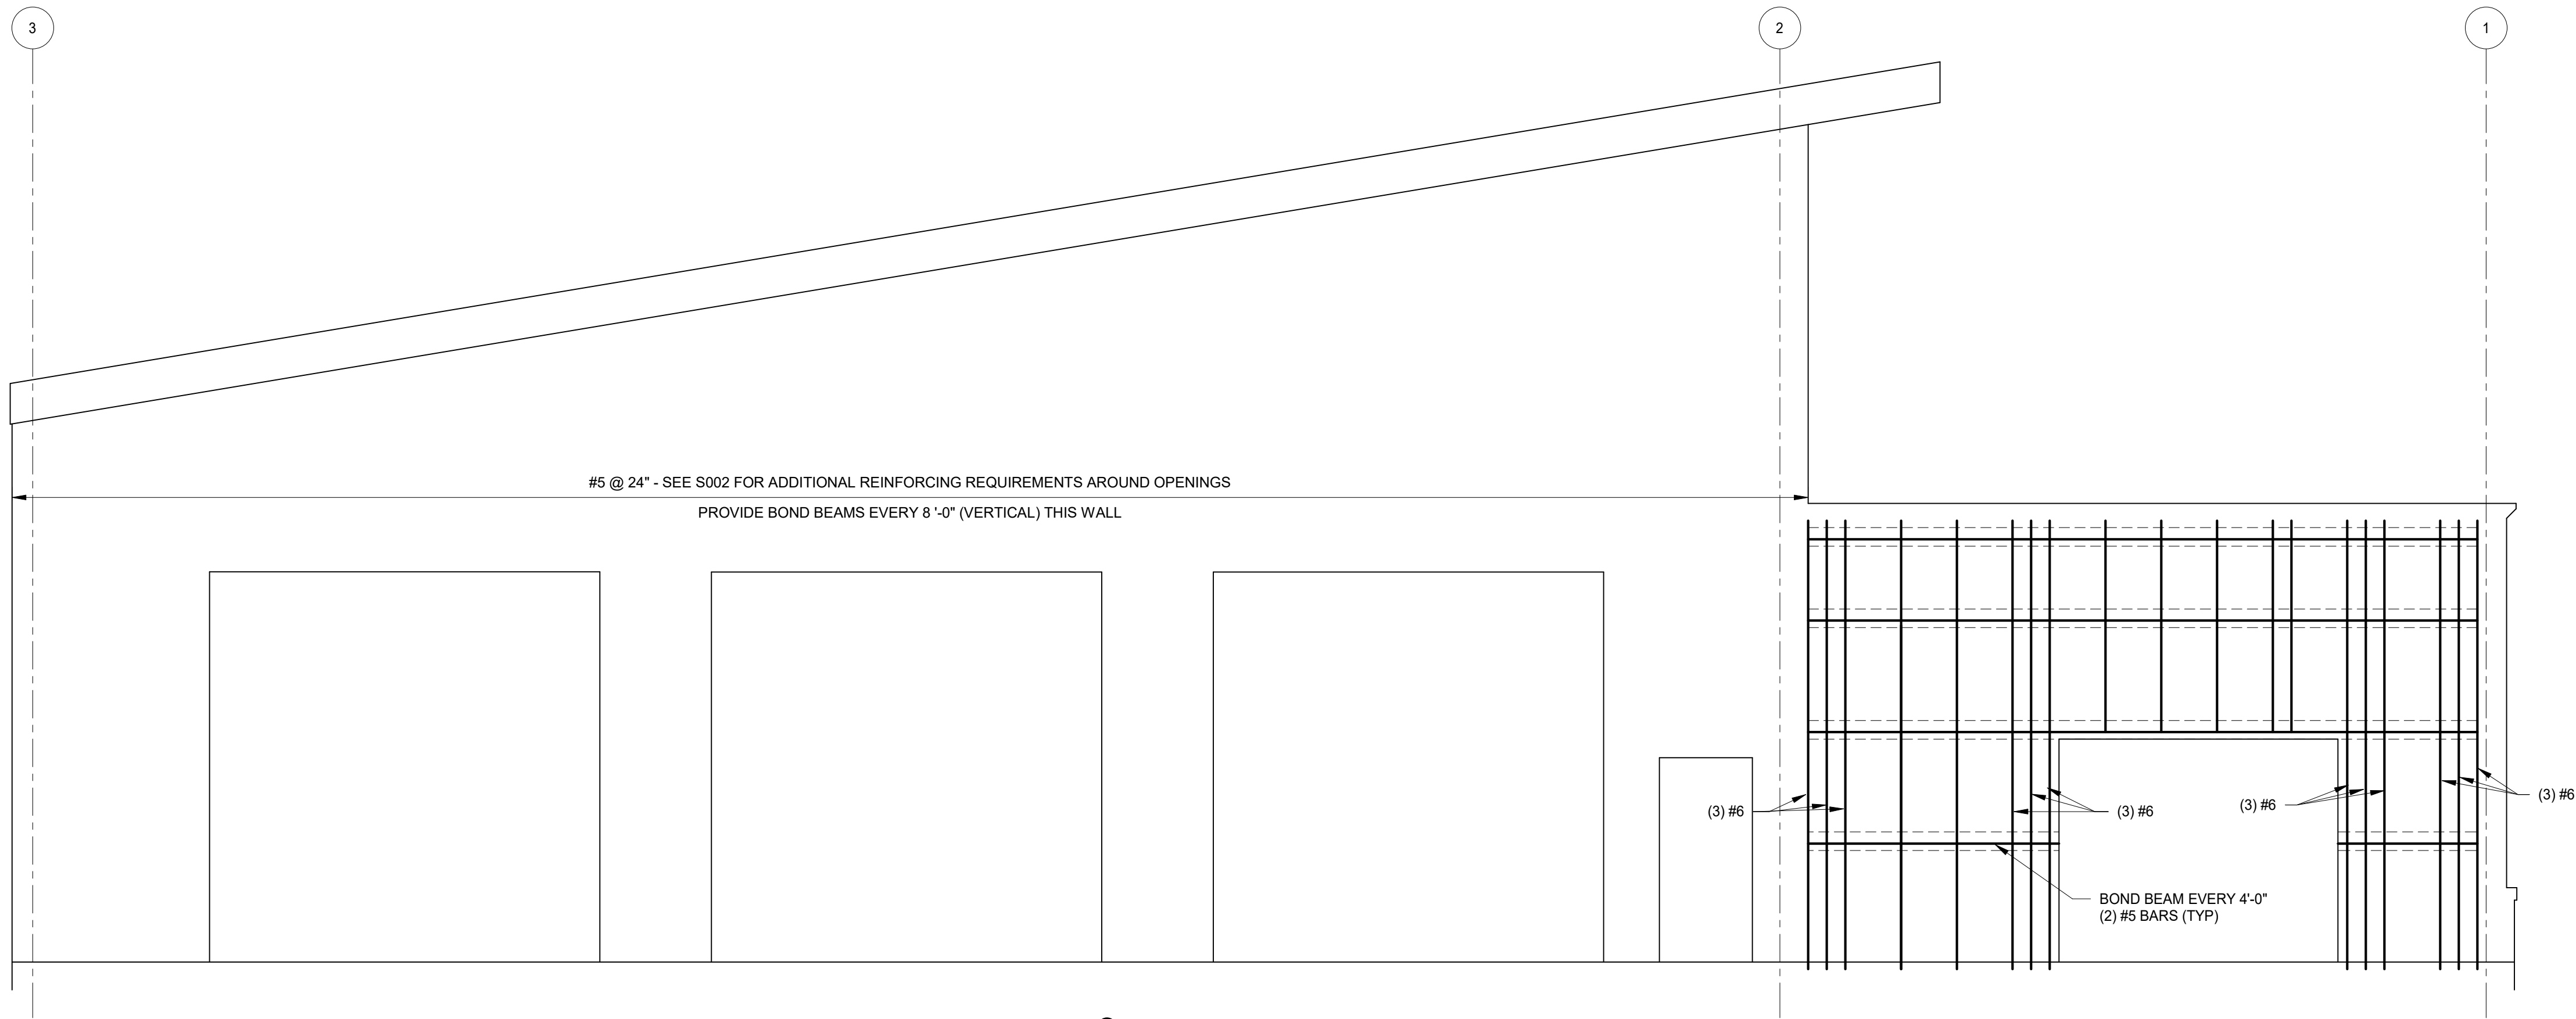 3
2
1
#5 @ 24" - SEE S002 FOR ADDITIONAL REINFORCING REQUIREMENTS AROUND OPENINGS
PROVIDE BOND BEAMS EVERY 8 '-0" (VERTICAL) THIS WALL
(3) #6
(3) #6
(3) #6
(3) #6
BOND BEAM EVERY 4'-0"
(2) #5 BARS (TYP)